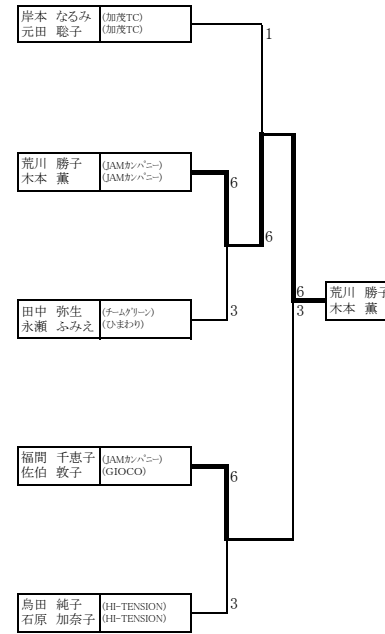 岸本 なるみ (加茂TC)
元田 聡子 (加茂TC)
1
荒川 勝子 (JAMカンパニー)
木本 薫 (JAMカンパニー)
6
6
田中 弥生 (チームグリーン)
永瀬 ふみえ (ひまわり)
3
6 荒川 勝子
3 木本 薫
福間 千恵子 (JAMカンパニー)
佐伯 敦子 (GIOCO)
6
鳥田 純子 (HI-TENSION)
石原 加奈子 (HI-TENSION)
3